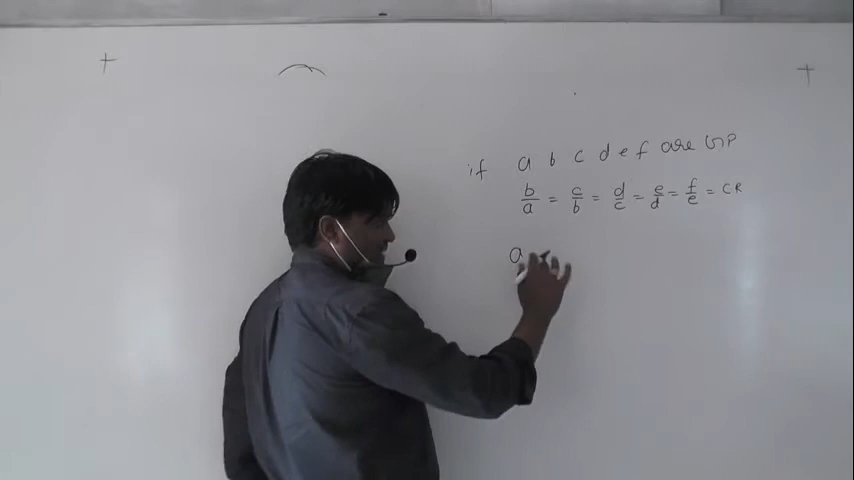 if a b c d e f are GP
b/a = c/b = d/c = e/d = f/e = CR
a